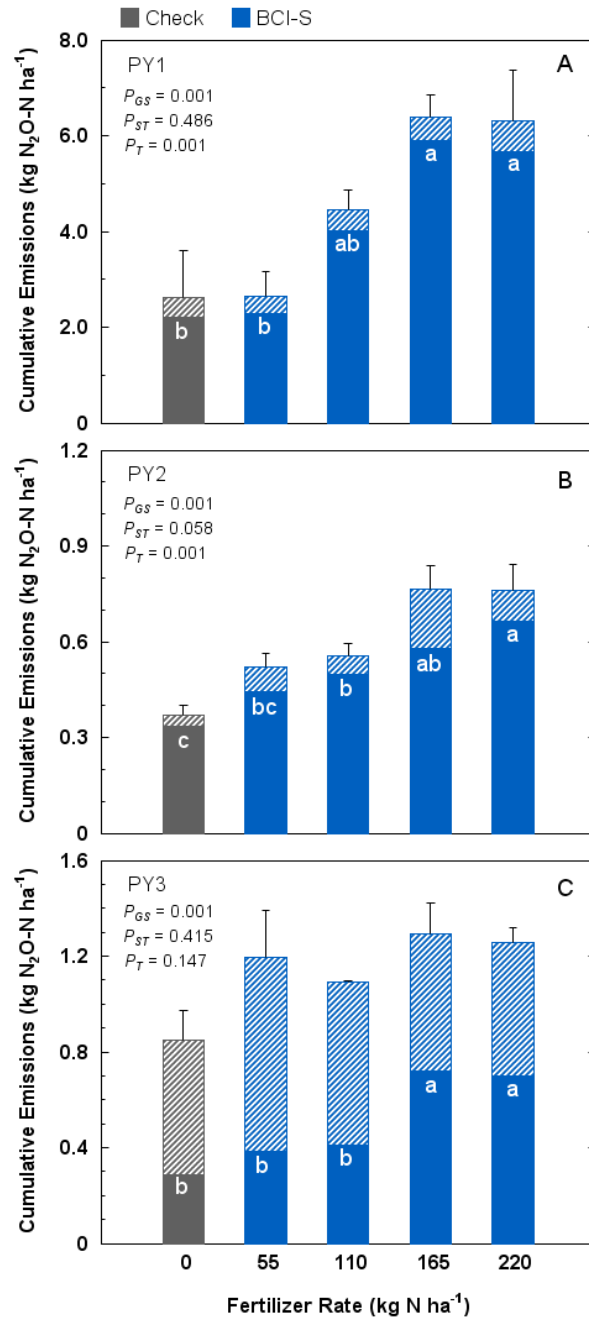 Check BCI-S
Cumulative Emissions (kg N₂O-N ha⁻¹)
8.0
6.0
4.0
2.0
0
PY1
A
P_GS = 0.001
P_ST = 0.486
P_T = 0.001
b b ab a a
Cumulative Emissions (kg N₂O-N ha⁻¹)
1.2
0.9
0.6
0.3
0
PY2
B
P_GS = 0.001
P_ST = 0.058
P_T = 0.001
c bc b ab a
Cumulative Emissions (kg N₂O-N ha⁻¹)
1.6
1.2
0.8
0.4
0.0
PY3
C
P_GS = 0.001
P_ST = 0.415
P_T = 0.147
b b b a a
0 55 110 165 220
Fertilizer Rate (kg N ha⁻¹)